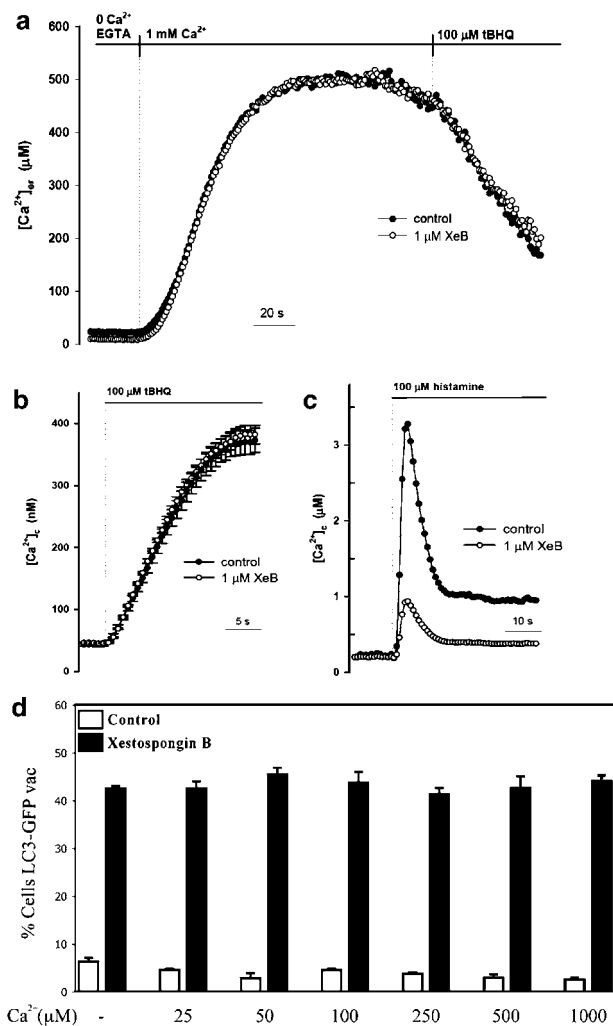 a
0 Ca²⁺
EGTA
1 mM Ca²⁺
100 μM tBHQ
600
500
400
300
200
100
0
[Ca²⁺]er (μM)
control
1 μM XeB
20 s
b
100 μM tBHQ
400
300
200
100
0
[Ca²⁺]c (nM)
control
1 μM XeB
5 s
c
100 μM histamine
3
2
1
0
[Ca²⁺]c (μM)
control
1 μM XeB
10 s
d
Control
Xestospongin B
60
50
40
30
20
10
0
% Cells LC3-GFP vac
Ca²⁺(μM) - 25 50 100 250 500 1000